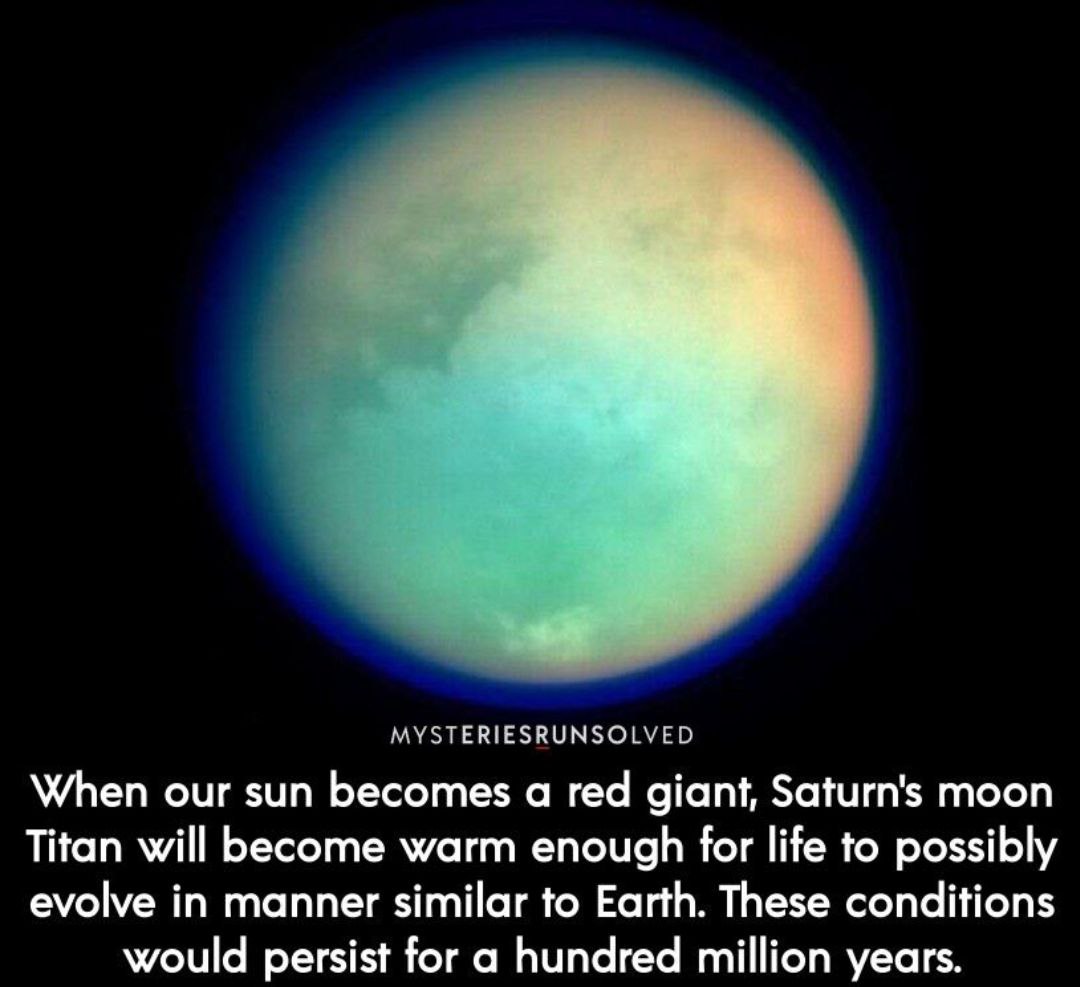 MYSTERIESRUNSOLVED
When our sun becomes a red giant, Saturn's moon
Titan will become warm enough for life to possibly
evolve in manner similar to Earth. These conditions
would persist for a hundred million years.